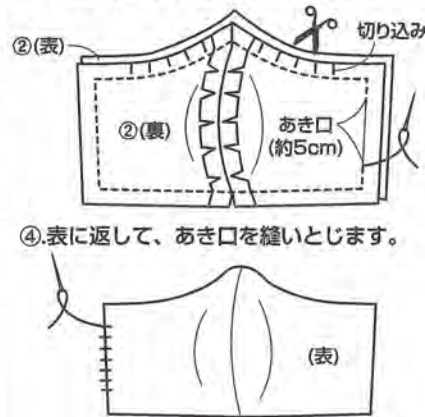 ②(表)
切り込み
②(裏)
あき口
(約5cm)
④.表に返して、あき口を縫いとじます。
(表)